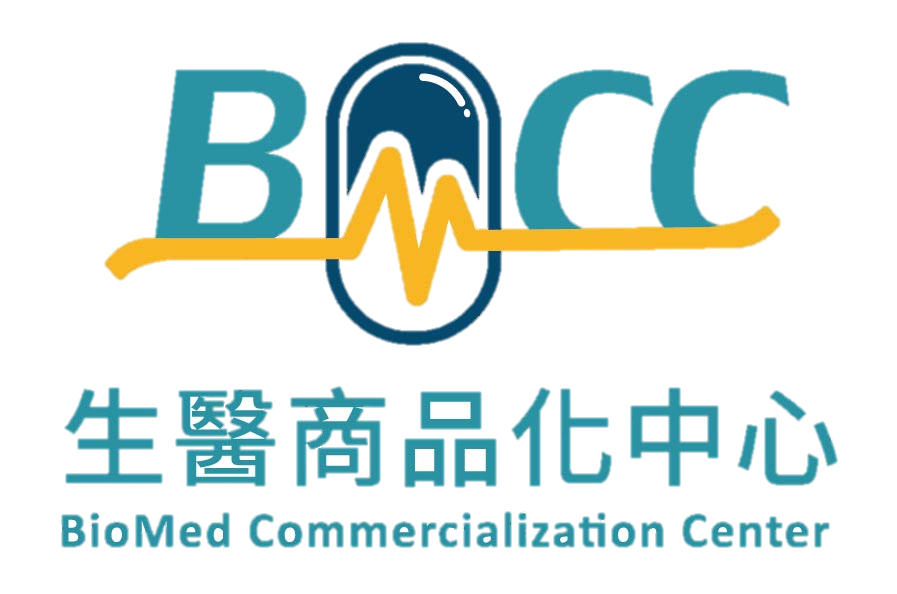 BMCC
生醫商品化中心
BioMed Commercialization Center